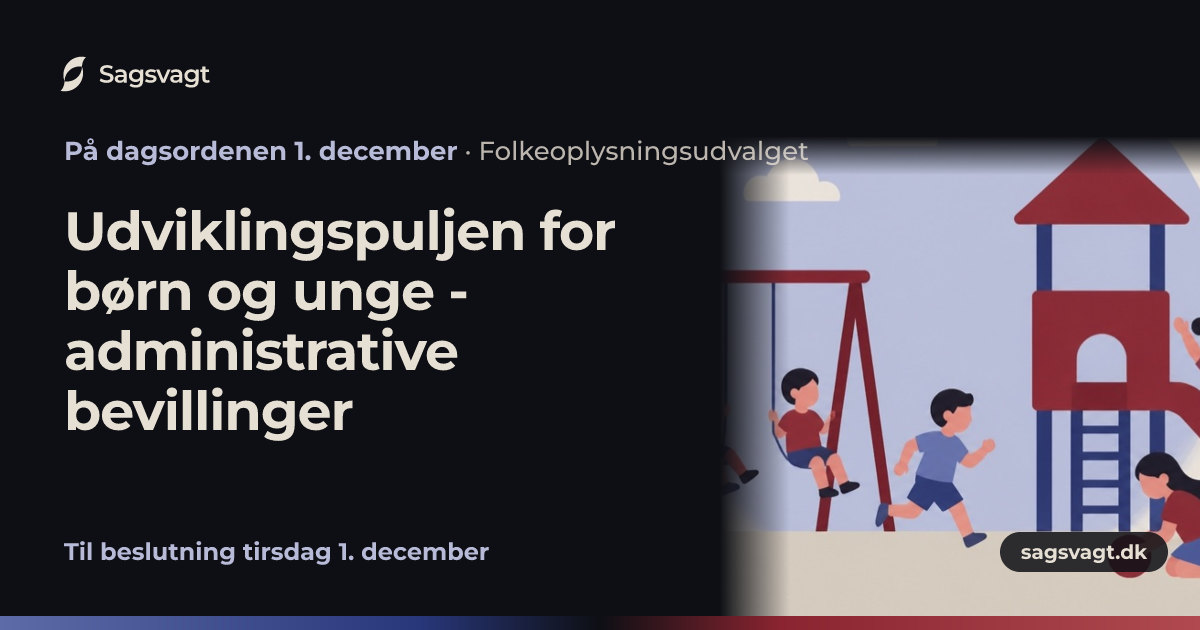 Sagsvagt
På dagsordenen 1. december · Folkeoplysningsudvalget
Udviklingspuljen for
børn og unge -
administrative
bevillinger
Til beslutning tirsdag 1. december
sagsvagt.dk